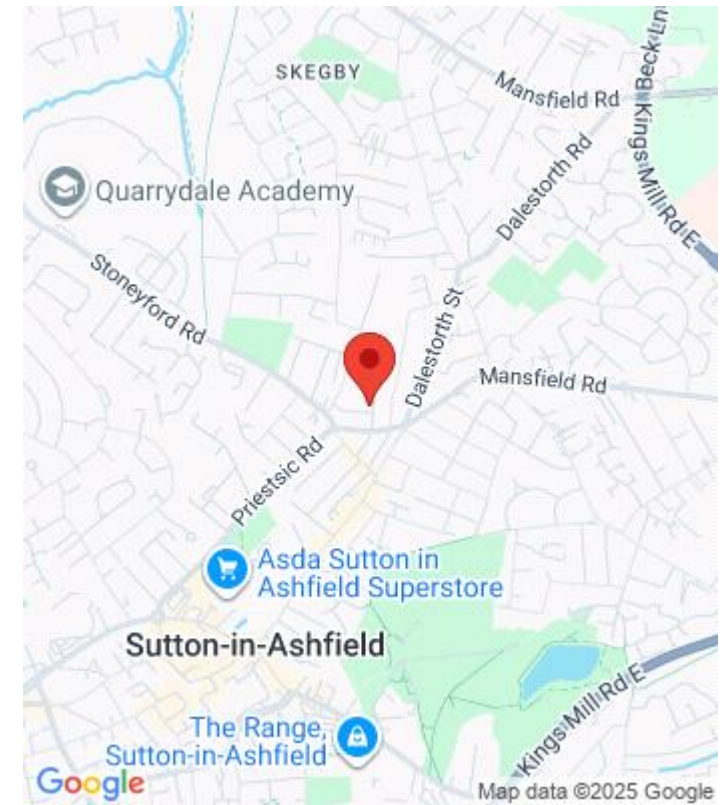 SKEGBY
Mansfield Rd
Beck Ln
Kings Mill Rd E
Dalestorth Rd
Quarrydale Academy
Stoneyford Rd
Dalestorth St
Mansfield Rd
Priestsic Rd
Asda Sutton in
Ashfield Superstore
Sutton-in-Ashfield
Kings Mill Rd E
The Range,
Sutton-in-Ashfield
Google
Map data ©2025 Google